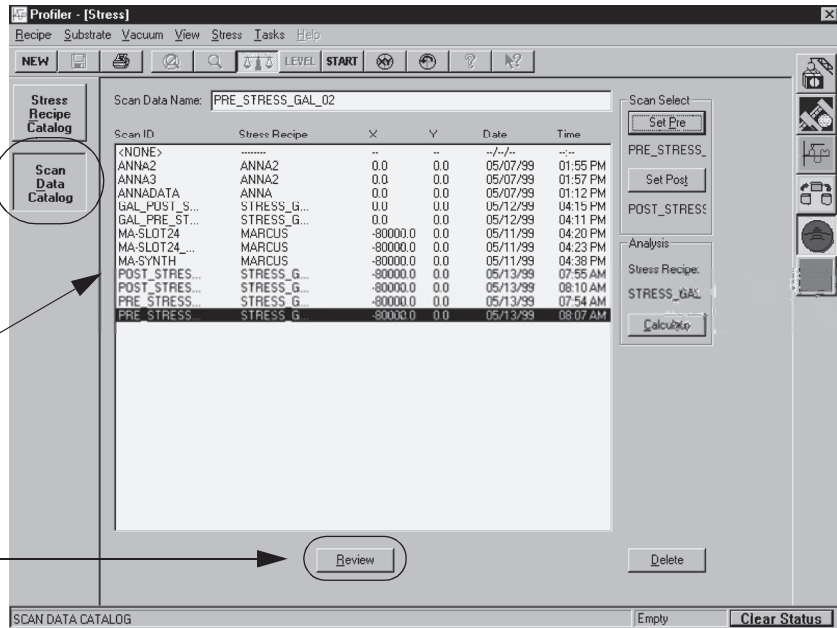 Profiler - [Stress]
Recipe Substrate Vacuum View Stress Tasks Help
NEW LEVEL START XY
Stress
Recipe
Catalog
Scan
Data
Catalog
Scan Data Name: PRE_STRESS_GAL_02
Scan ID Stress Recipe X Y Date Time
<NONE> -------- -- -- --/--/-- --:--
ANNA2 ANNA2 0.0 0.0 05/07/99 01:55 PM
ANNA3 ANNA2 0.0 0.0 05/07/99 01:57 PM
ANNADATA ANNA 0.0 0.0 05/07/99 01:12 PM
GAL_POST_S... STRESS_G... 0.0 0.0 05/12/99 04:15 PM
GAL_PRE_ST... STRESS_G... 0.0 0.0 05/12/99 04:11 PM
MA-SLOT24 MARCUS -80000.0 0.0 05/11/99 04:20 PM
MA-SLOT24_... MARCUS -80000.0 0.0 05/11/99 04:23 PM
MA-SYNTH MARCUS -80000.0 0.0 05/11/99 04:38 PM
POST_STRES... STRESS_G... -80000.0 0.0 05/13/99 07:55 AM
POST_STRES... STRESS_G... -80000.0 0.0 05/13/99 08:10 AM
PRE_STRESS... STRESS_G... -80000.0 0.0 05/13/99 07:54 AM
PRE_STRESS... STRESS_G... -80000.0 0.0 05/13/99 08:07 AM
Scan Select
Set Pre
PRE_STRESS_
Set Post
POST_STRESS
Analysis
Stress Recipe:
STRESS_GAL
Calculate
Review
Delete
SCAN DATA CATALOG Empty Clear Status